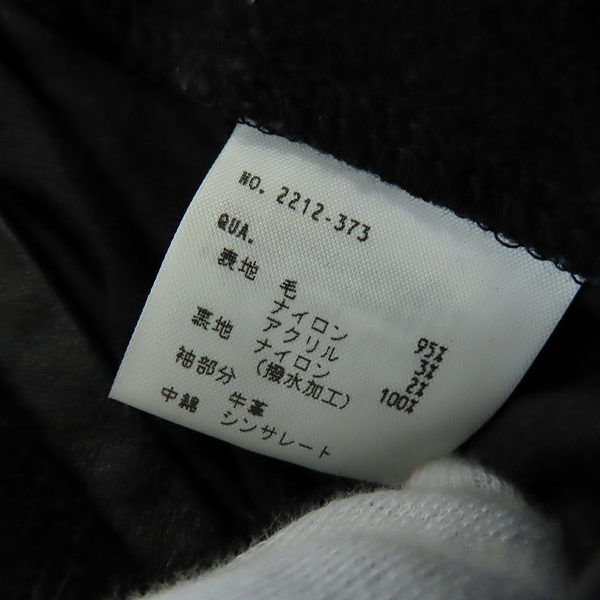 NO. 2212-373
QUA.
表地 毛 95%
ナイロン 3%
アクリル 2%
裏地 ナイロン 100%
(撥水加工)
袖部分 牛革
中綿 シンサレート